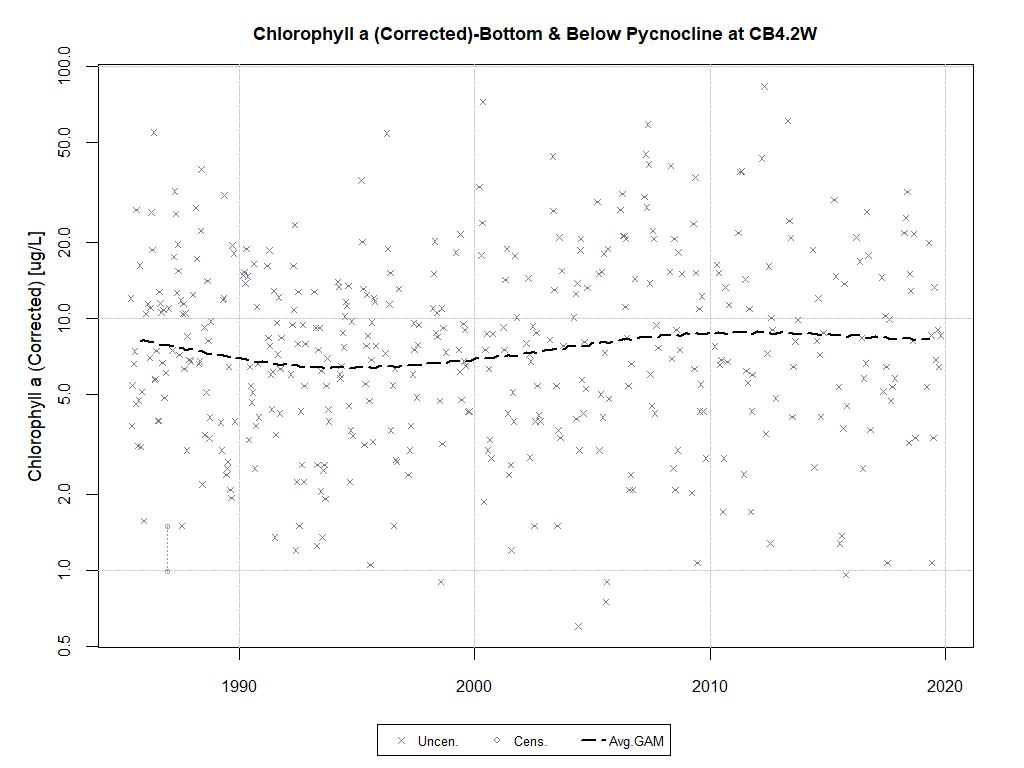 Chlorophyll a (Corrected)-Bottom & Below Pycnocline at CB4.2W
Chlorophyll a (Corrected) [ug/L]
100.0
50.0
20.0
10.0
5.0
2.0
1.0
0.5
1990 2000 2010 2020
Uncen. Cens. Avg.GAM